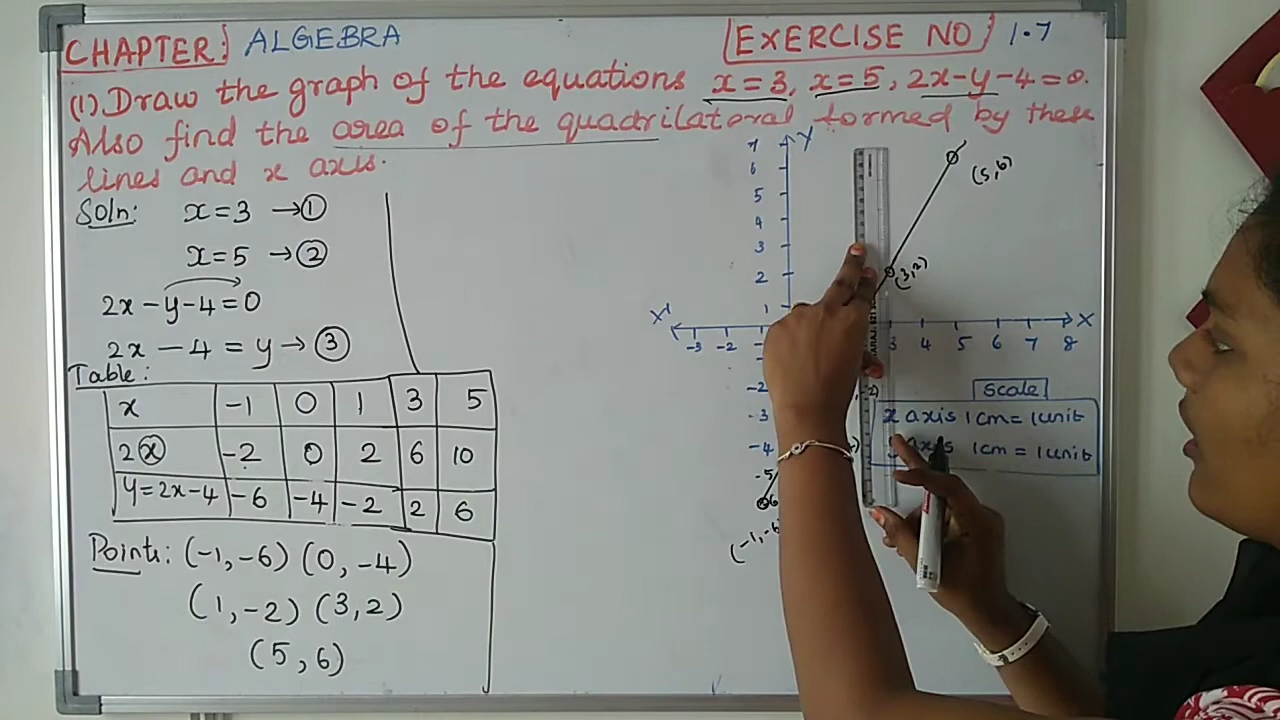 CHAPTER: ALGEBRA
EXERCISE NO 1.7
(1). Draw the graph of the equations x = 3, x = 5, 2x-y-4=0.
Also find the area of the quadrilateral formed by these
lines and x axis.
Soln: x = 3 → ①
x = 5 → ②
2x - y - 4 = 0
2x - 4 = y → ③
Table:
x -1 0 1 3 5
2x -2 0 2 6 10
y = 2x - 4 -6 -4 -2 2 6
Points: (-1, -6) (0, -4)
(1, -2) (3, 2)
(5, 6)
Y
7
6
5
4
3
2
1
(5,6)
(3,2)
X' X
-3 -2 3 4 5 6 7 8
-2
-3
-4
-5
(-1,-6
Scale
x axis 1cm = 1unit
axis 1cm = 1unit